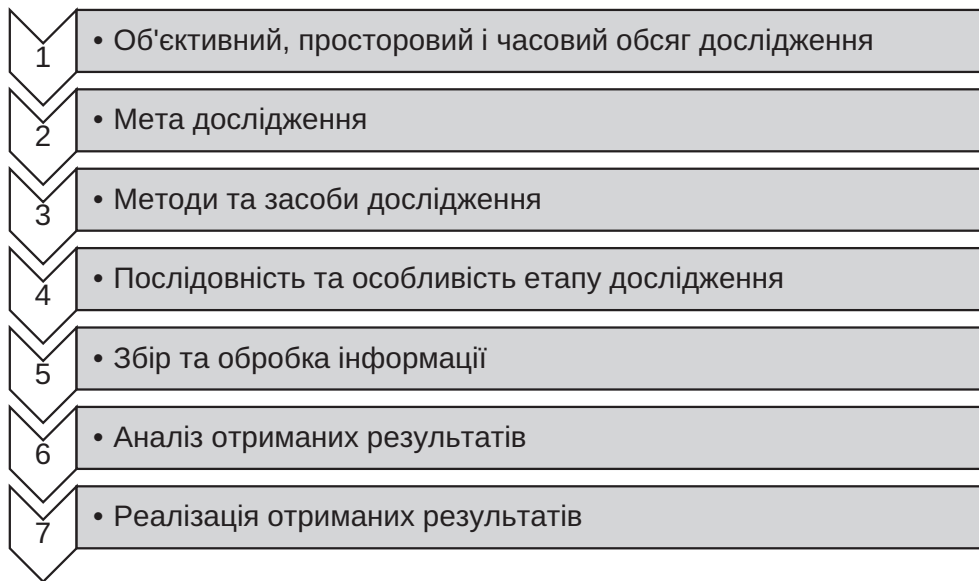 1 • Об'єктивний, просторовий і часовий обсяг дослідження
2 • Мета дослідження
3 • Методи та засоби дослідження
4 • Послідовність та особливість етапу дослідження
5 • Збір та обробка інформації
6 • Аналіз отриманих результатів
7 • Реалізація отриманих результатів